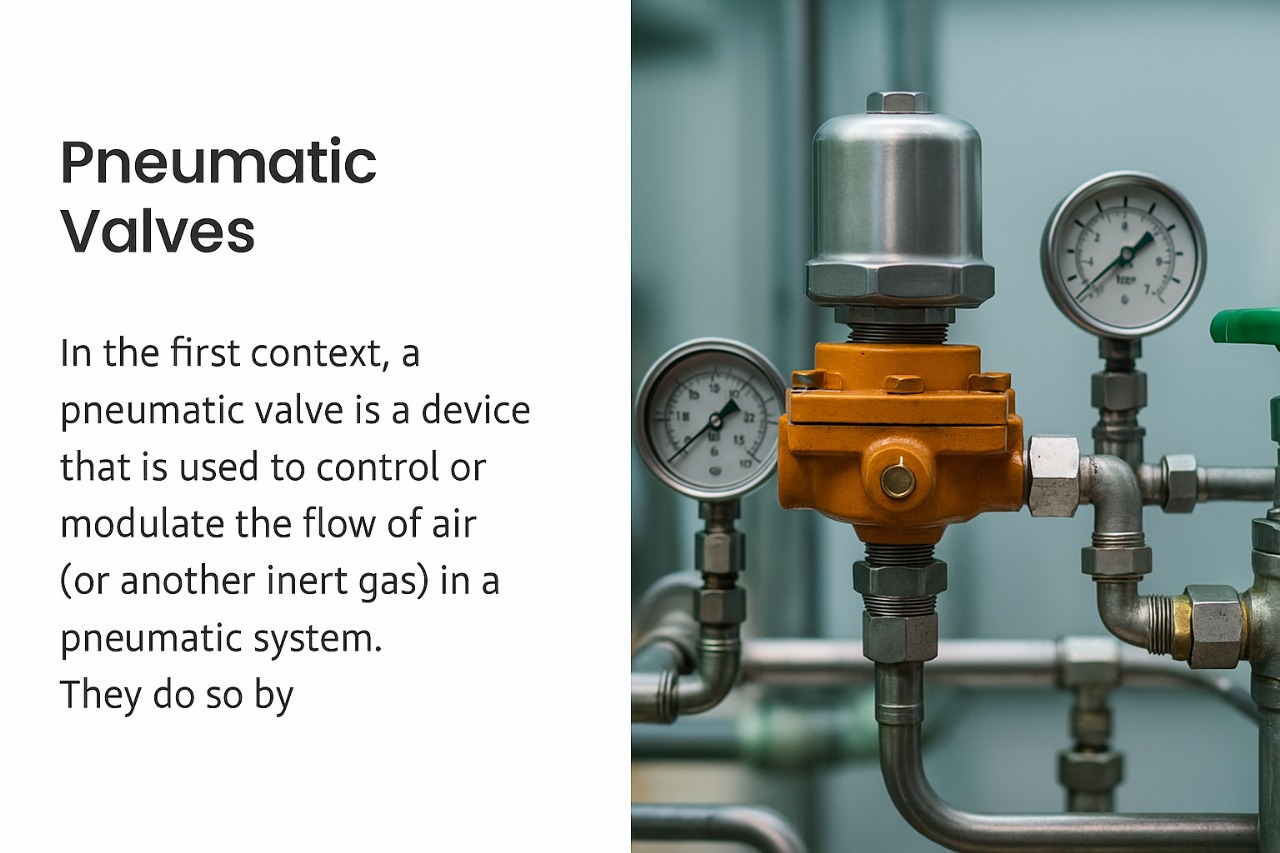 Pneumatic
Valves
In the first context, a
pneumatic valve is a device
that is used to control or
modulate the flow of air
(or another inert gas) in a
pneumatic system.
They do so by